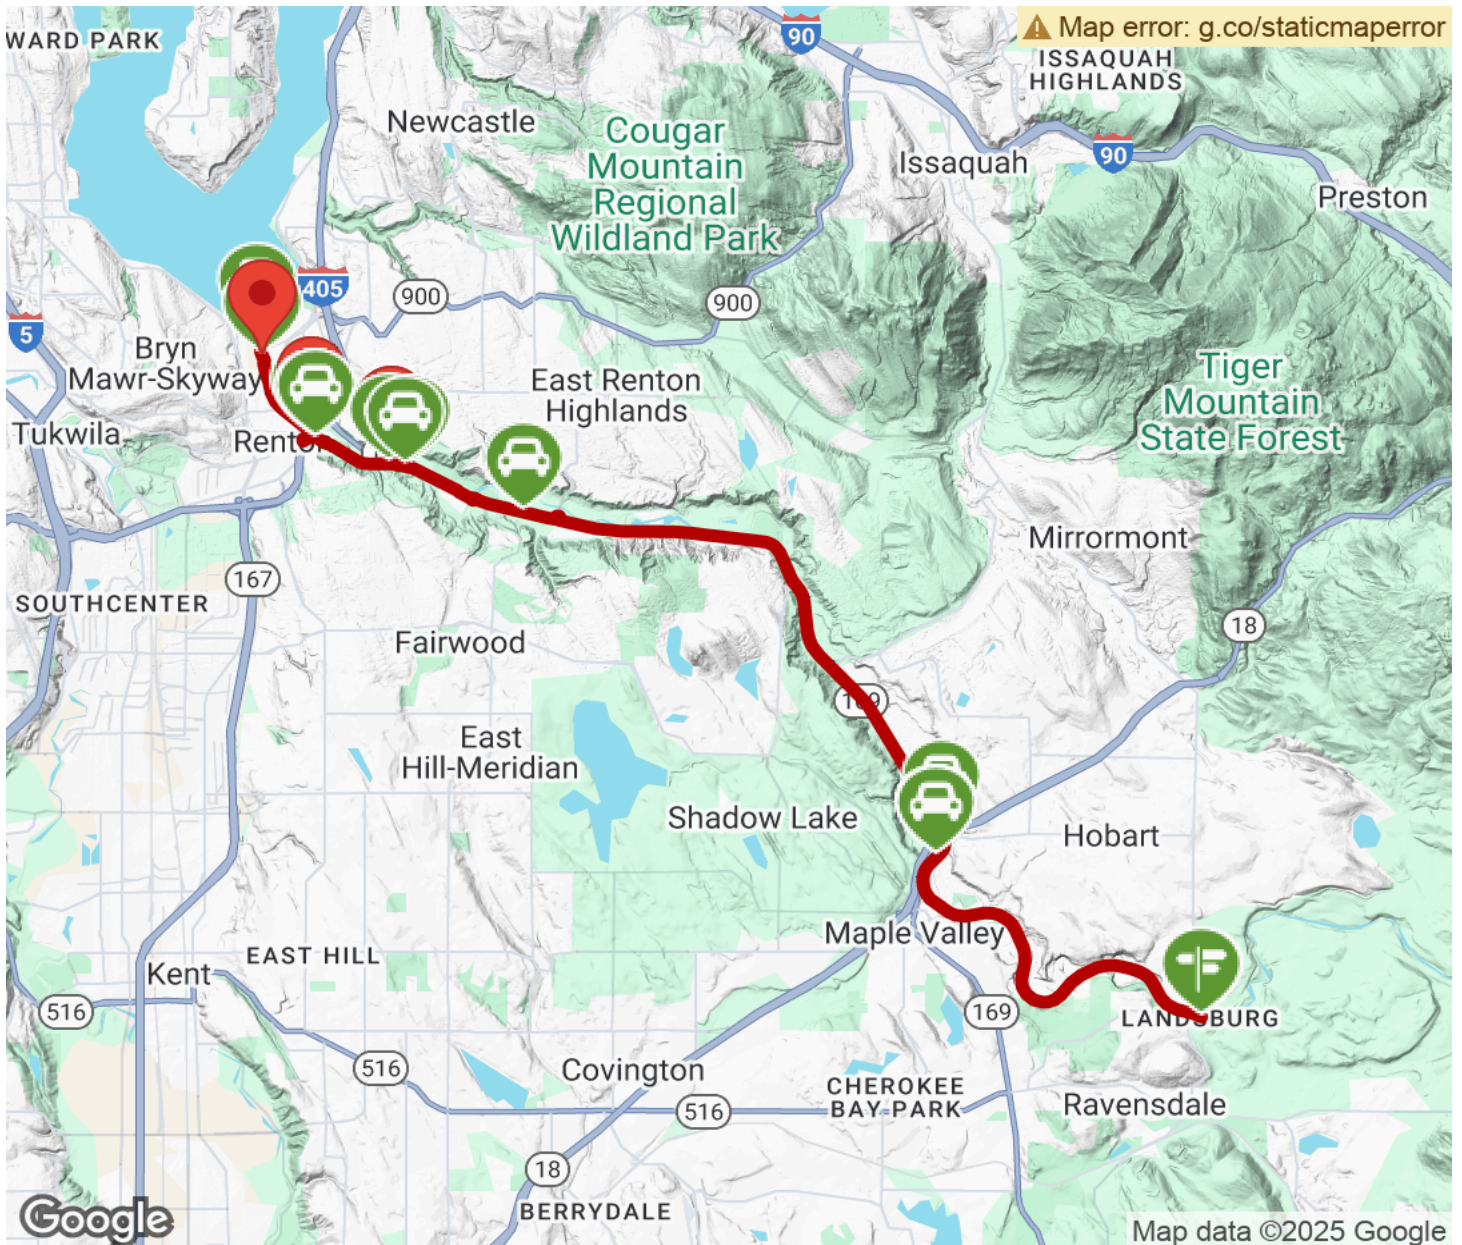 WARD PARK
90
Map error: g.co/staticmaperror
ISSAQUAH
HIGHLANDS
Newcastle
Cougar
Mountain
Regional
Wildland Park
Issaquah
90
Preston
405
900
900
5
Bryn
Mawr-Skyway
East Renton
Highlands
Tiger
Mountain
State Forest
Tukwila
Mirrormont
167
SOUTHCENTER
18
Fairwood
169
East
Hill-Meridian
Shadow Lake
Hobart
Maple Valley
EAST HILL
Kent
516
169
LANDSBURG
516
Covington
CHEROKEE
BAY PARK
516
Ravensdale
18
BERRYDALE
Google
Map data ©2025 Google